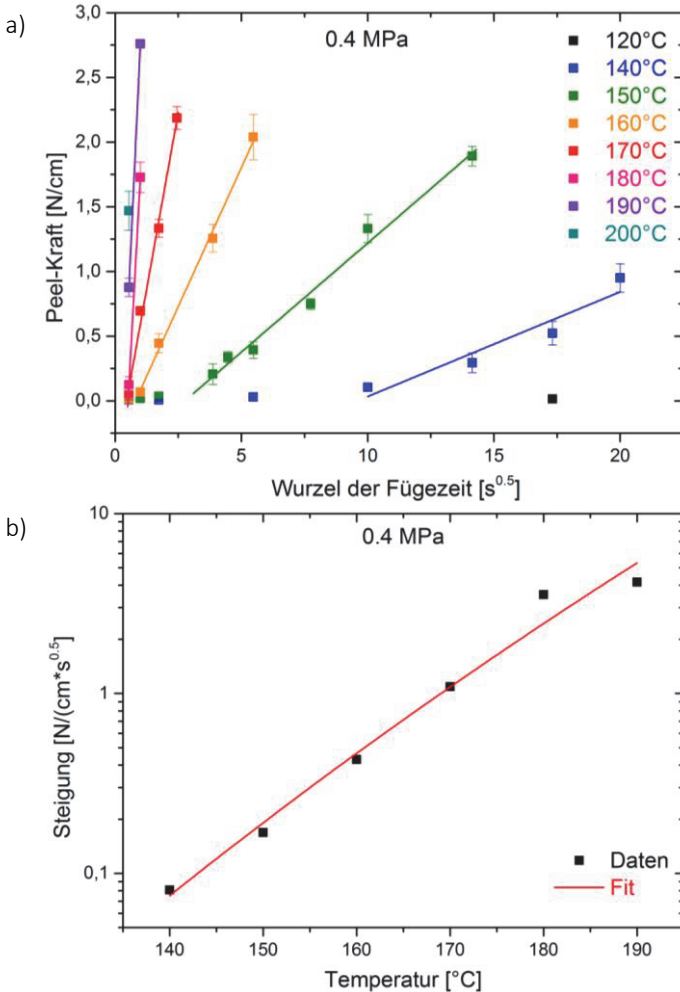 a)
0.4 MPa
Peel-Kraft [N/cm]
3,0
2,5
2,0
1,5
1,0
0,5
0,0
120°C
140°C
150°C
160°C
170°C
180°C
190°C
200°C
0 5 10 15 20
Wurzel der Fügezeit [s^0.5]
b)
0.4 MPa
Steigung [N/(cm*s^0.5]
10
1
0,1
Daten
Fit
140 150 160 170 180 190
Temperatur [°C]